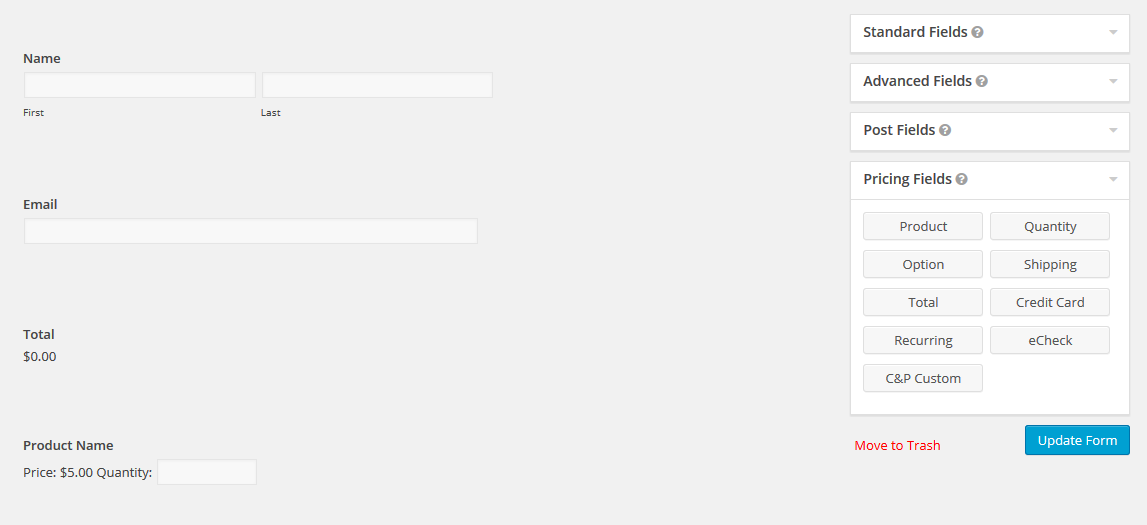 Name
First Last
Email
Total
$0.00
Product Name
Price: $5.00 Quantity:
Standard Fields ?
Advanced Fields ?
Post Fields ?
Pricing Fields ?
Product Quantity
Option Shipping
Total Credit Card
Recurring eCheck
C&P Custom
Move to Trash Update Form